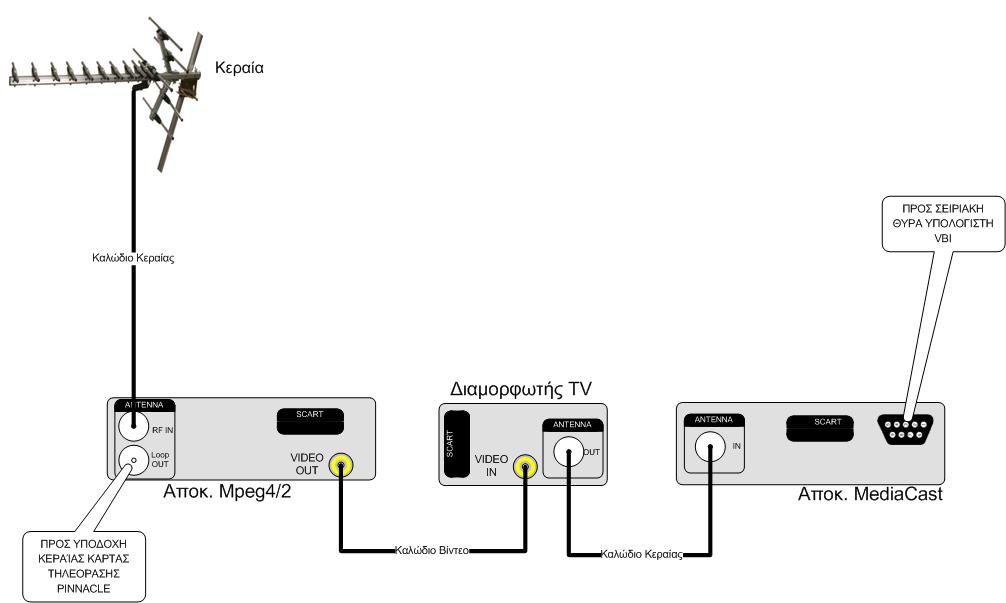 Κεραία
ΠΡΟΣ ΣΕΙΡΙΑΚΗ
ΘΥΡΑ ΥΠΟΛΟΓΙΣΤΗ
VBI
Καλώδιο Κεραίας
ANTENNA
RF IN
Loop
OUT
SCART
VIDEO
OUT
Αποκ. Mpeg4/2
Διαμορφωτής TV
SCART
VIDEO
IN
ANTENNA
OUT
ANTENNA
IN
SCART
Αποκ. MediaCast
Καλώδιο Βίντεο
Καλώδιο Κεραίας
ΠΡΟΣ ΥΠΟΔΟΧΗ
ΚΕΡΑΊΑΣ ΚΑΡΤΑΣ
ΤΗΛΕΟΡΑΣΗΣ
PINNACLE